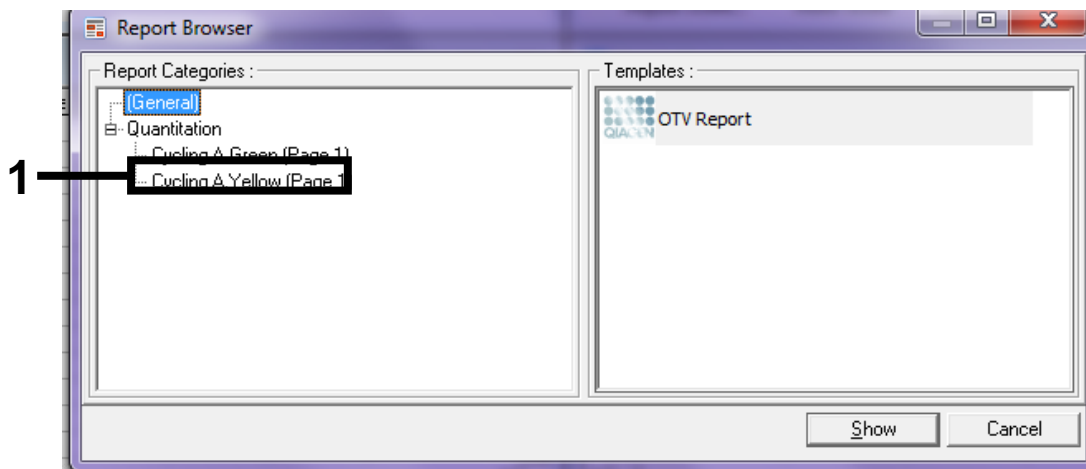 Report Browser
Report Categories :
(General)
Quantitation
Cycling A Green (Page 1)
Cycling A Yellow (Page 1
1
Templates :
QIAGEN
OTV Report
Show
Cancel